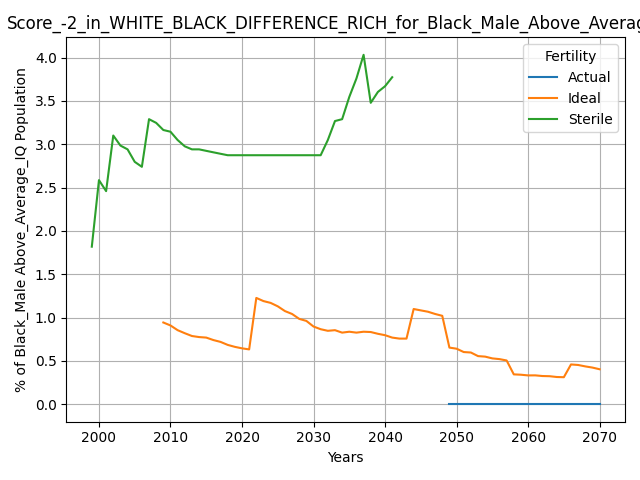 Score_-2_in_WHITE_BLACK_DIFFERENCE_RICH_for_Black_Male_Above_Averag
% of Black_Male Above_Average_IQ Population
4.0
3.5
3.0
2.5
2.0
1.5
1.0
0.5
0.0
Fertility
Actual
Ideal
Sterile
2000 2010 2020 2030 2040 2050 2060 2070
Years